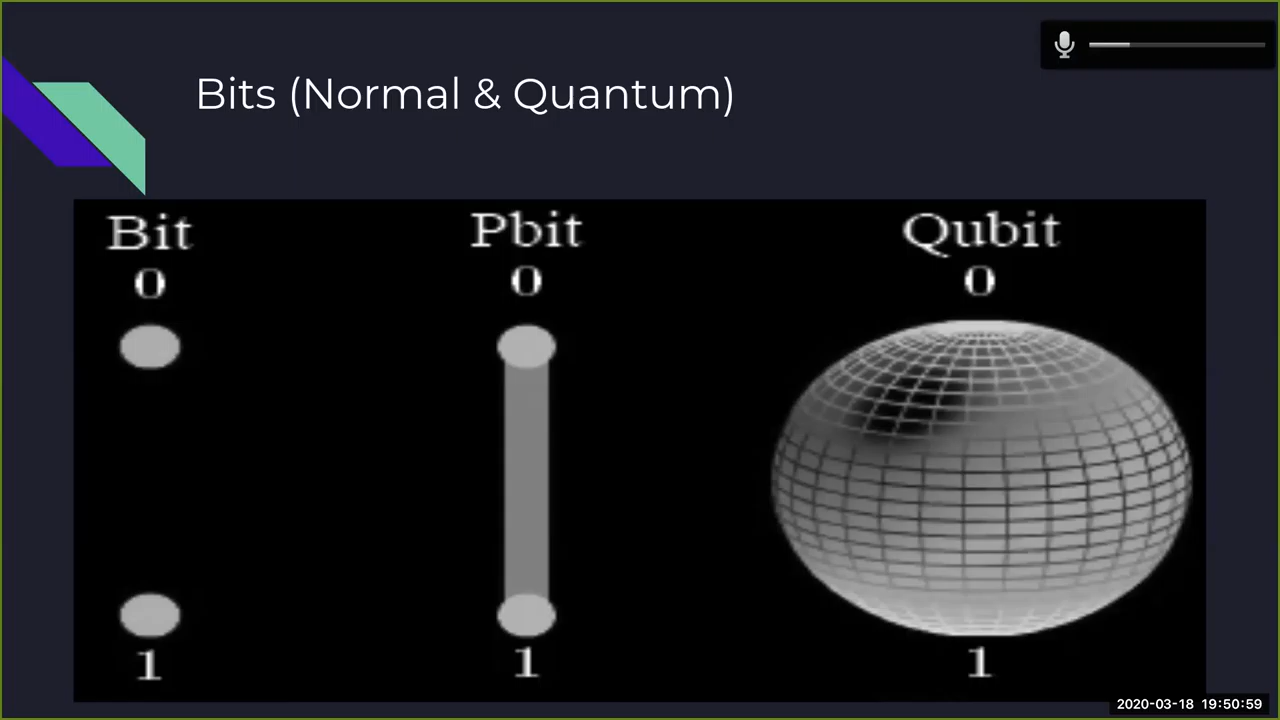 Bits (Normal & Quantum)
Bit
0
1
Pbit
0
1
Qubit
0
1
2020-03-18 19:50:59